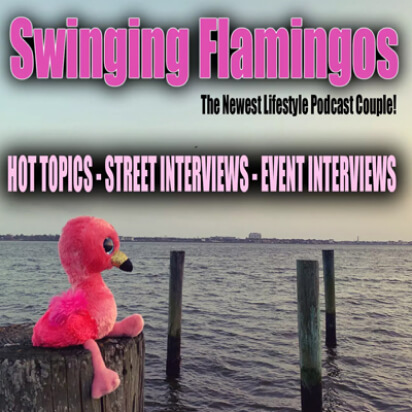 Swinging Flamingos
The Newest Lifestyle Podcast Couple!
HOT TOPICS - STREET INTERVIEWS - EVENT INTERVIEWS